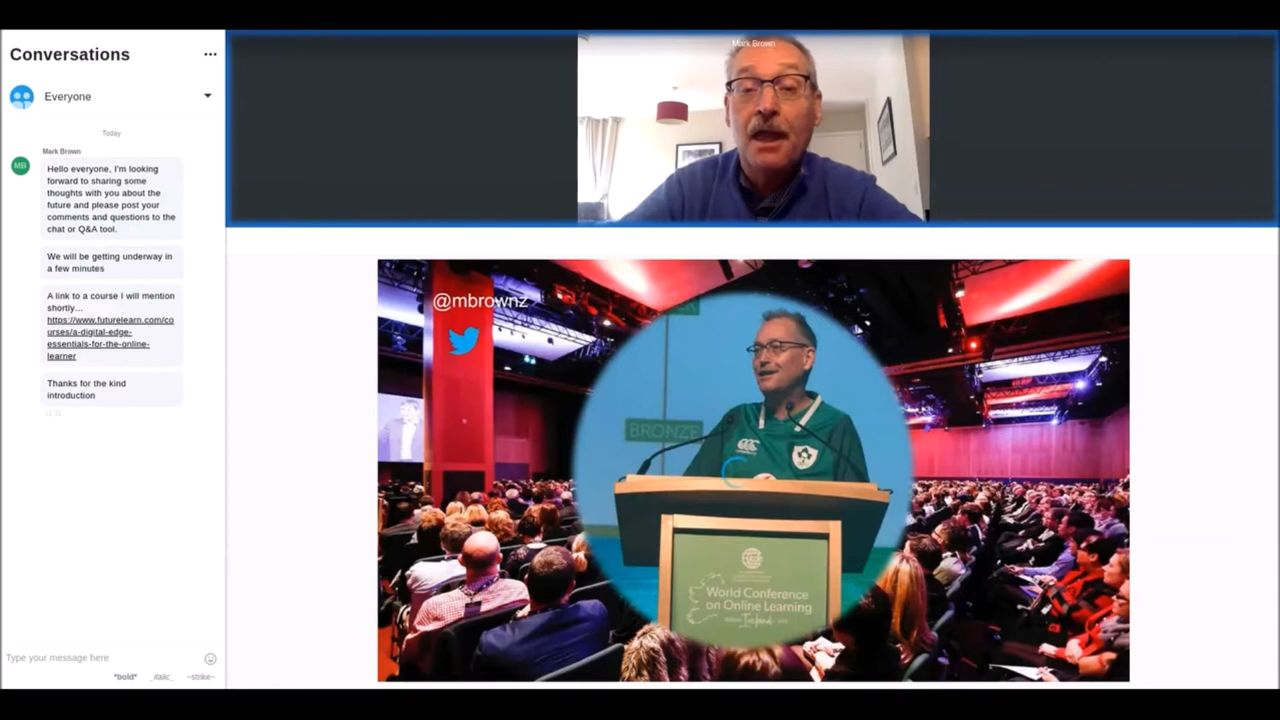 Conversations
Everyone
Today
Mark Brown
MB
Hello everyone, I'm looking
forward to sharing some
thoughts with you about the
future and please post your
comments and questions to the
chat or Q&A tool.
We will be getting underway in
a few minutes
A link to a course I will mention
shortly...
https://www.futurelearn.com/co
urses/a-digital-edge-
essentials-for-the-online-
learner
Thanks for the kind
introduction
Type your message here
*bold* _italic_ ~strike~
Mark Brown
@mbrownz
BRONZE
World Conference
on Online Learning
Ireland